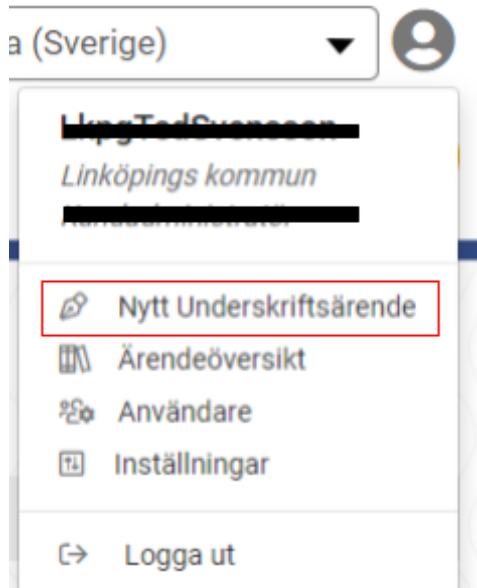 a (Sverige)
Linköpings kommun
Nytt Underskriftsärende
Ärendeöversikt
Användare
Inställningar
Logga ut